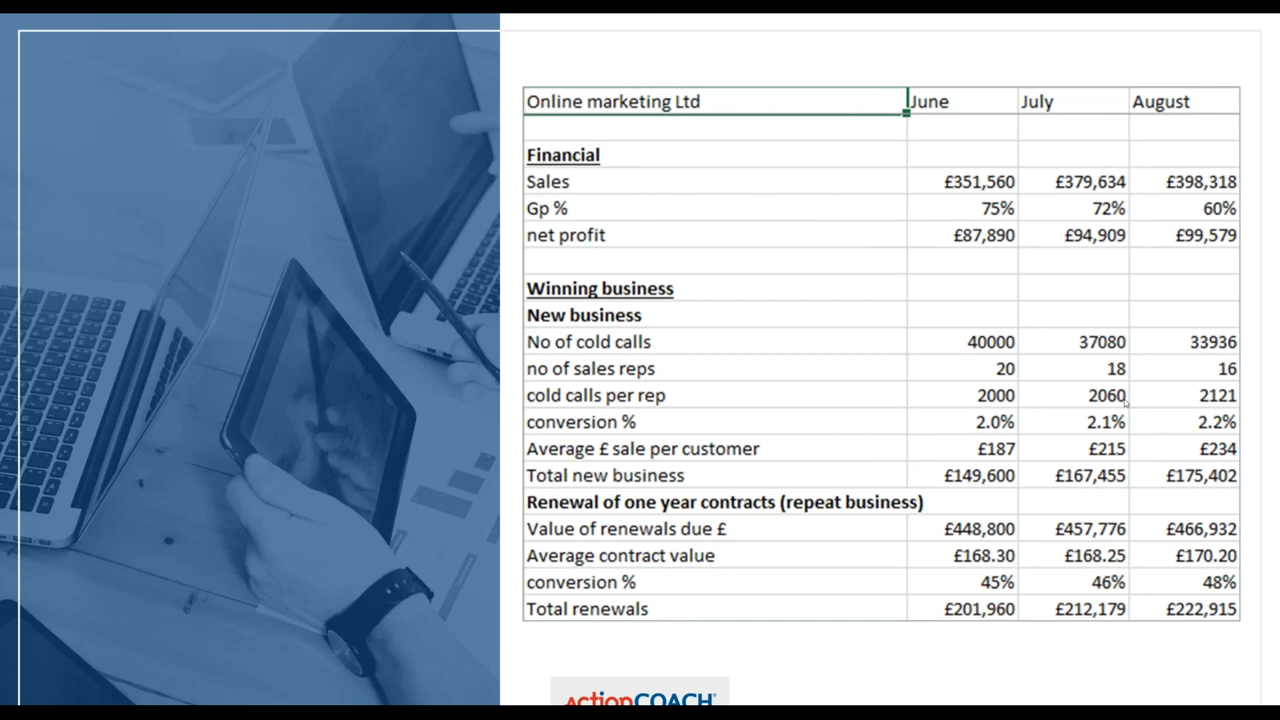 Online marketing Ltd June July August
Financial
Sales £351,560 £379,634 £398,318
Gp % 75% 72% 60%
net profit £87,890 £94,909 £99,579
Winning business
New business
No of cold calls 40000 37080 33936
no of sales reps 20 18 16
cold calls per rep 2000 2060 2121
conversion % 2.0% 2.1% 2.2%
Average £ sale per customer £187 £215 £234
Total new business £149,600 £167,455 £175,402
Renewal of one year contracts (repeat business)
Value of renewals due £ £448,800 £457,776 £466,932
Average contract value £168.30 £168.25 £170.20
conversion % 45% 46% 48%
Total renewals £201,960 £212,179 £222,915
ActionCOACH